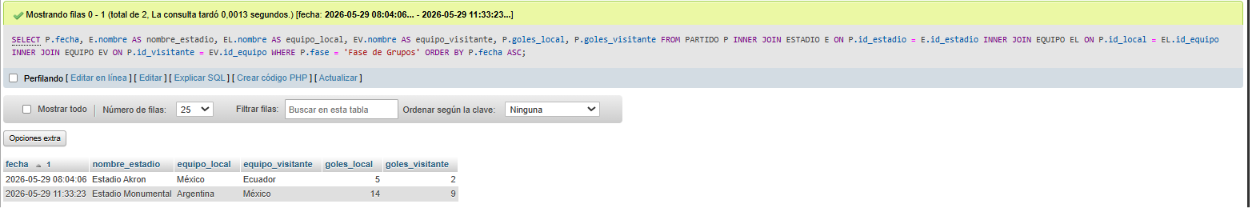 Mostrando filas 0 - 1 (total de 2, La consulta tardó 0,0013 segundos.) [fecha: 2026-05-29 08:04:06... - 2026-05-29 11:33:23...]
SELECT P.fecha, E.nombre AS nombre_estadio, EL.nombre AS equipo_local, EV.nombre AS equipo_visitante, P.goles_local, P.goles_visitante FROM PARTIDO P INNER JOIN ESTADIO E ON P.id_estadio = E.id_estadio INNER JOIN EQUIPO EL ON P.id_local = EL.id_equipo
INNER JOIN EQUIPO EV ON P.id_visitante = EV.id_equipo WHERE P.fase = 'Fase de Grupos' ORDER BY P.fecha ASC;
Perfilando [ Editar en línea ] [ Editar ] [ Explicar SQL ] [ Crear código PHP ] [ Actualizar ]
Mostrar todo Número de filas: 25 Filtrar filas: Buscar en esta tabla Ordenar según la clave: Ninguna
Opciones extra
fecha 1 nombre_estadio equipo_local equipo_visitante goles_local goles_visitante
2026-05-29 08:04:06 Estadio Akron México Ecuador 5 2
2026-05-29 11:33:23 Estadio Monumental Argentina México 14 9